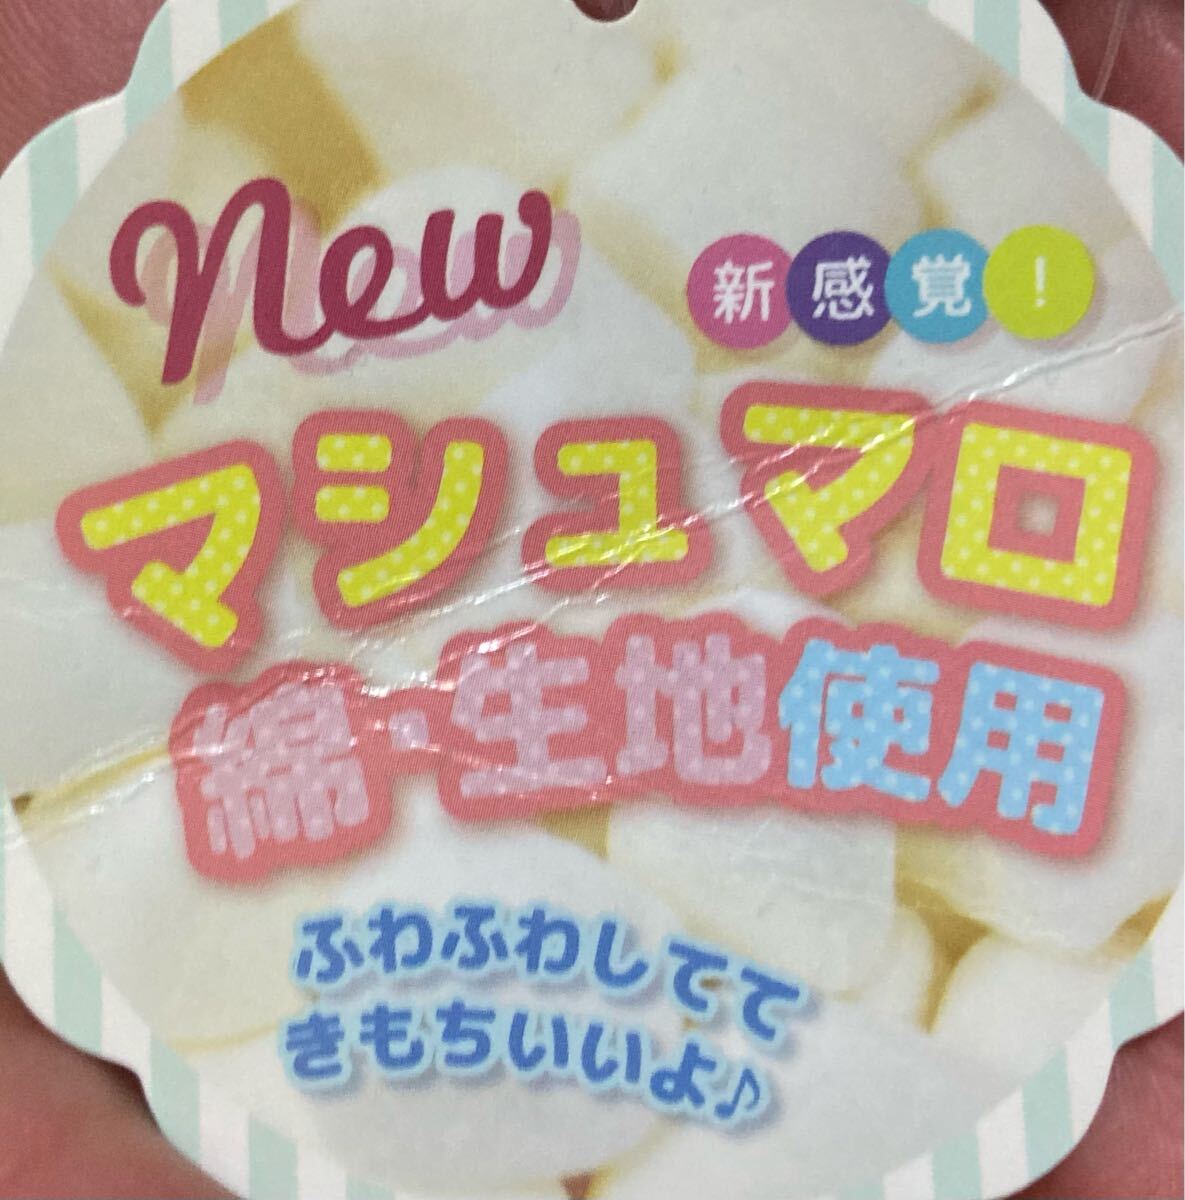 new
新感覚!
マシュマロ
綿・生地使用
ふわふわしてて
きもちいいよ♪